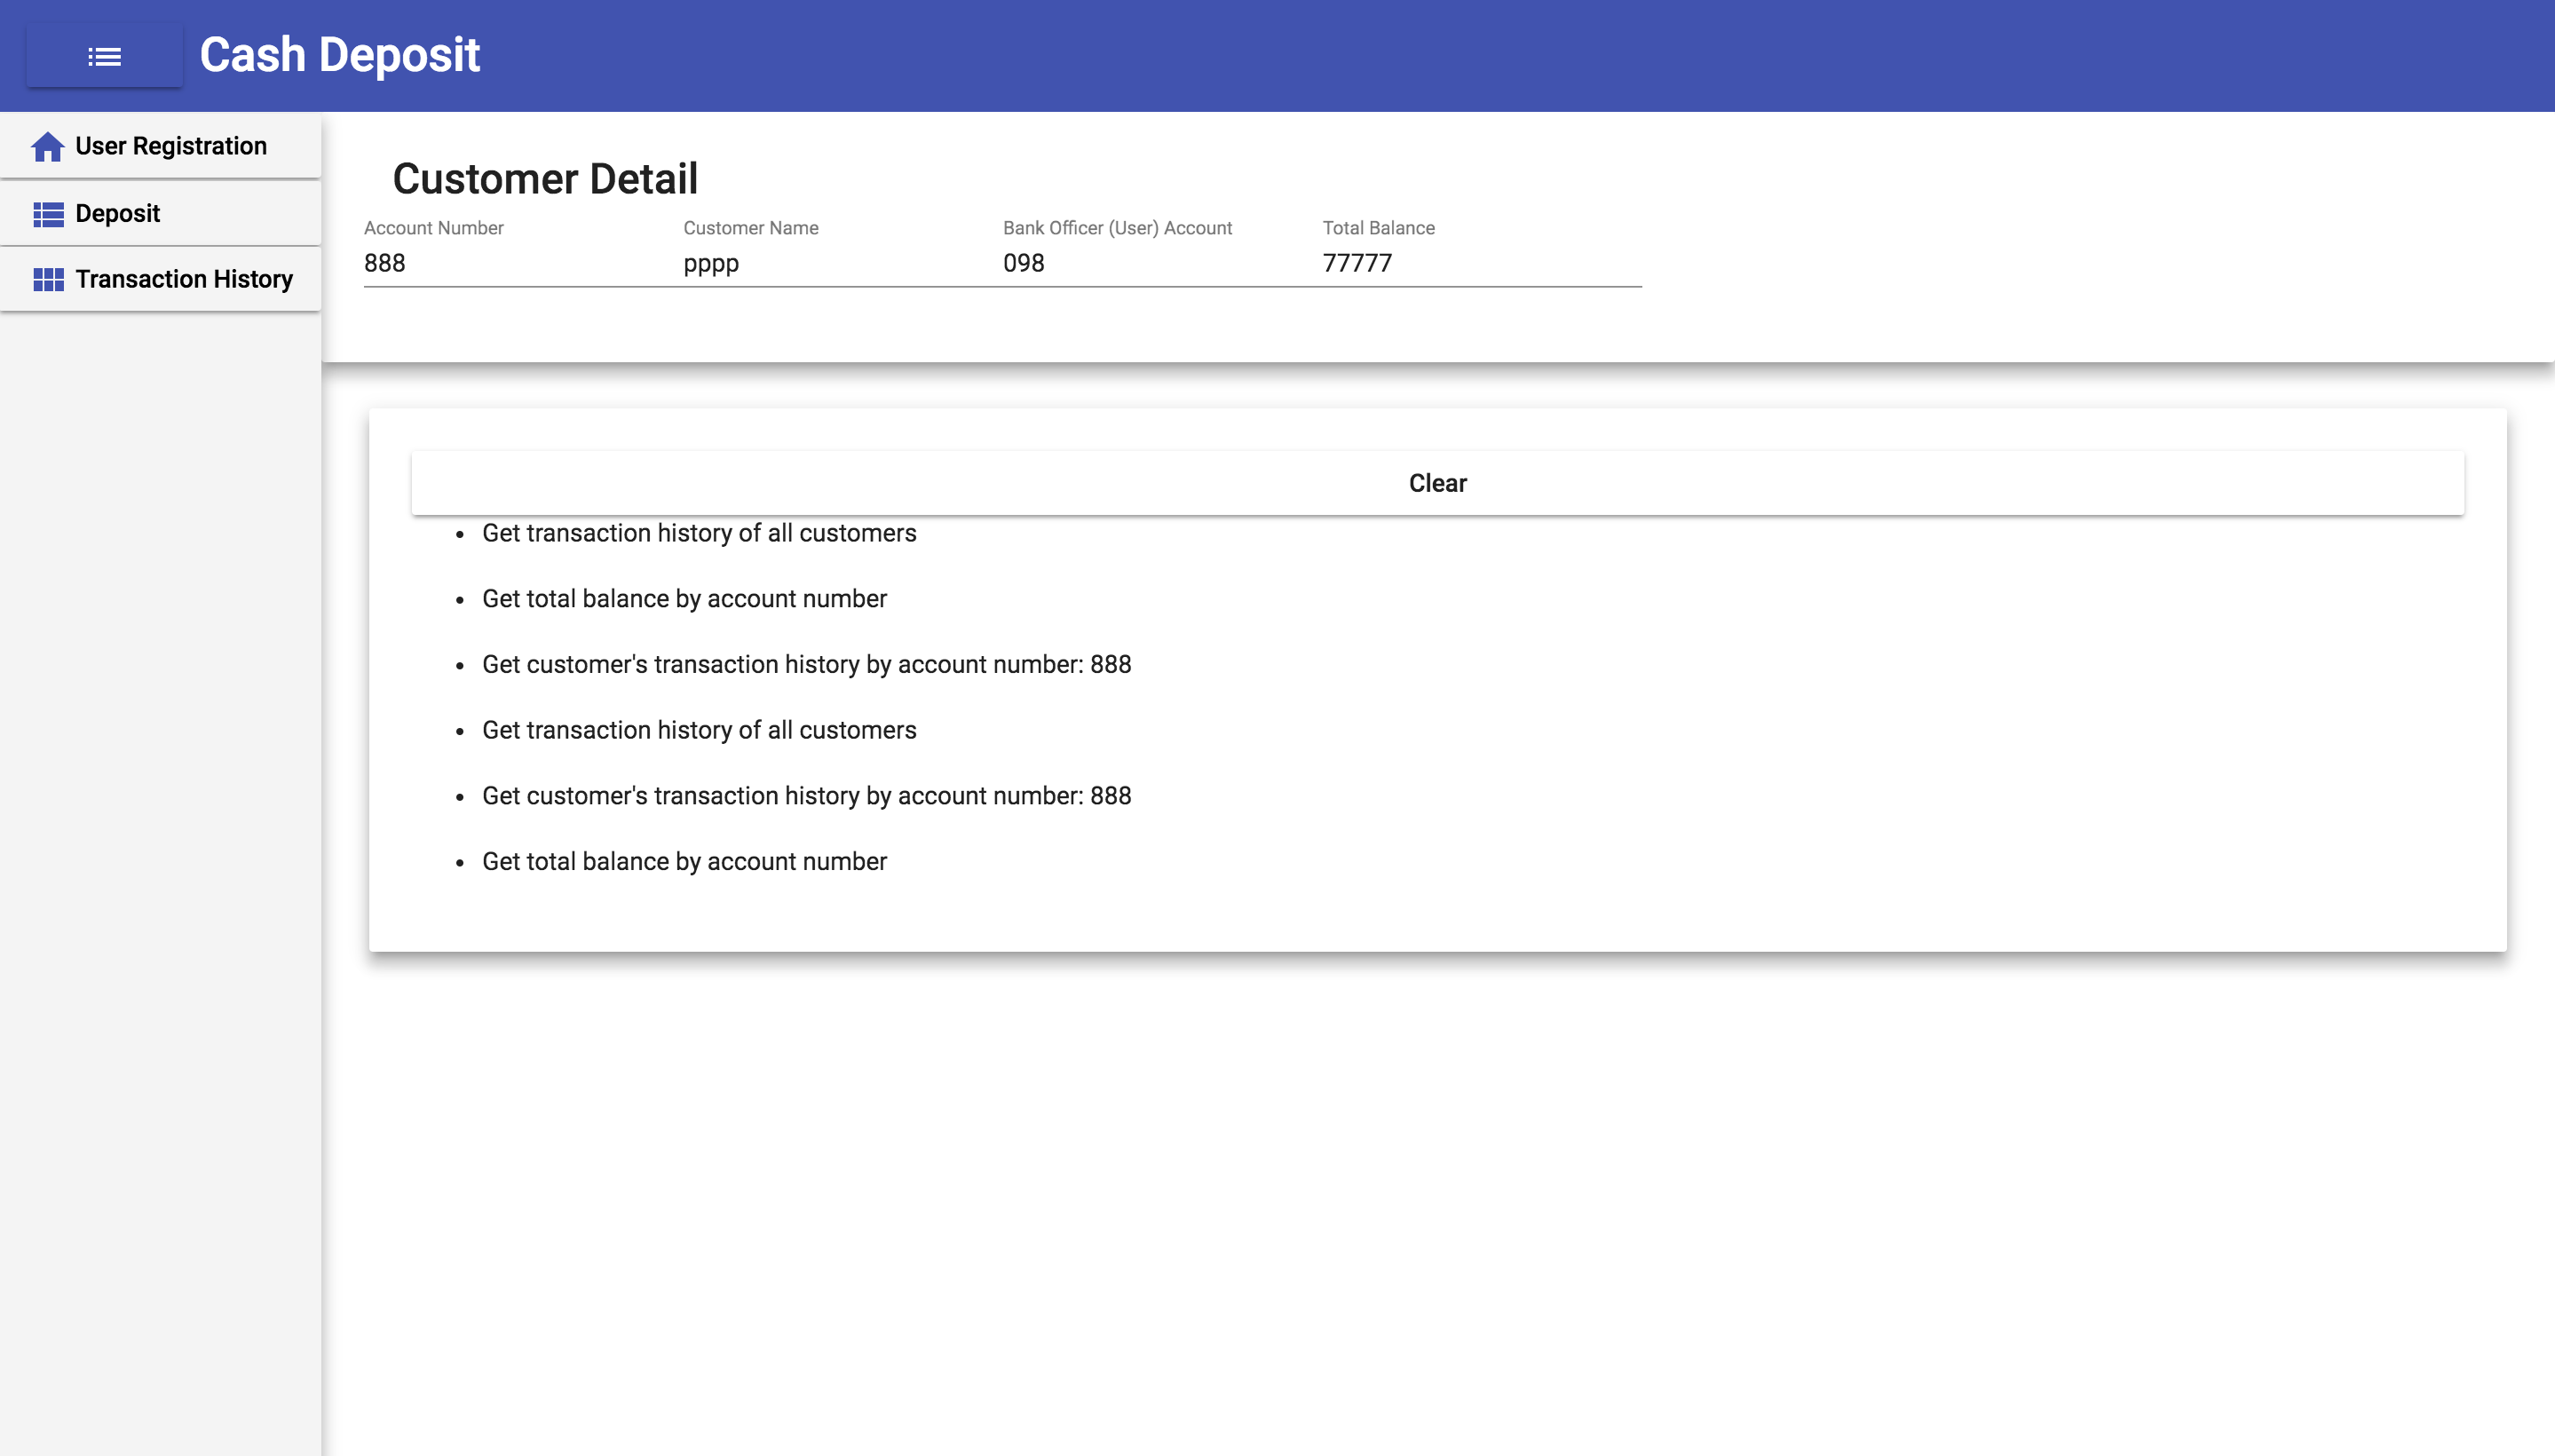 Cash Deposit
User Registration
Deposit
Transaction History
Customer Detail
Account Number Customer Name Bank Officer (User) Account Total Balance
888 pppp 098 77777
Clear
Get transaction history of all customers
Get total balance by account number
Get customer's transaction history by account number: 888
Get transaction history of all customers
Get customer's transaction history by account number: 888
Get total balance by account number